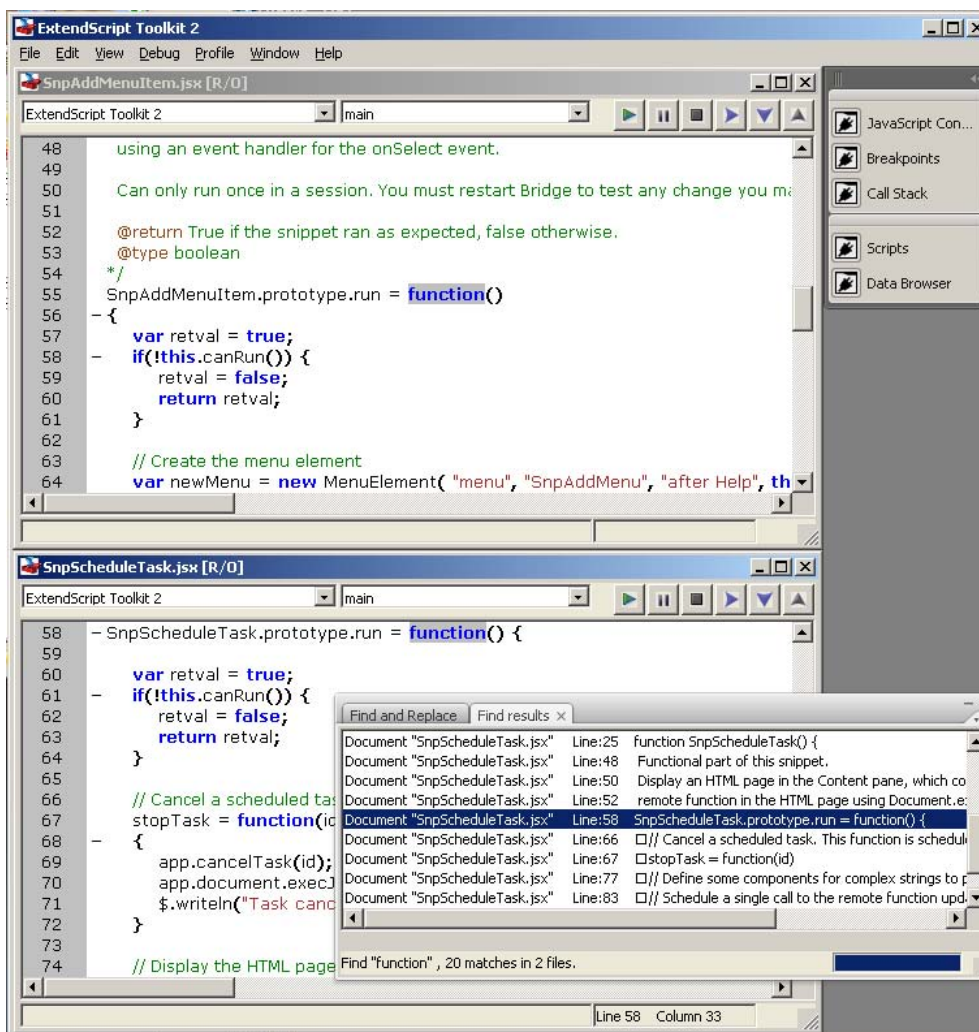 ExtendScript Toolkit 2
File Edit View Debug Profile Window Help
SnpAddMenuItem.jsx [R/O]
ExtendScript Toolkit 2 main
48 using an event handler for the onSelect event.
49
50 Can only run once in a session. You must restart Bridge to test any change you
51
52 @return True if the snippet ran as expected, false otherwise.
53 @type boolean
54 */
55 SnpAddMenuItem.prototype.run = function()
56 - {
57 var retval = true;
58 - if(!this.canRun()) {
59 retval = false;
60 return retval;
61 }
62
63 // Create the menu element
64 var newMenu = new MenuElement( "menu", "SnpAddMenu", "after Help", th
JavaScript Con...
Breakpoints
Call Stack
Scripts
Data Browser
SnpScheduleTask.jsx [R/O]
ExtendScript Toolkit 2 main
58 - SnpScheduleTask.prototype.run = function() {
59
60 var retval = true;
61 - if(!this.canRun()) {
62 retval = false;
63 return retval;
64 }
65
66 // Cancel a scheduled tas
67 stopTask = function(id
68 - {
69 app.cancelTask(id);
70 app.document.execJ
71 $.writeln("Task canc
72 }
73
74 // Display the HTML page
Line 58 Column 33
Find and Replace Find results ×
Document "SnpScheduleTask.jsx" Line:25 function SnpScheduleTask() {
Document "SnpScheduleTask.jsx" Line:48 Functional part of this snippet.
Document "SnpScheduleTask.jsx" Line:50 Display an HTML page in the Content pane, which co
Document "SnpScheduleTask.jsx" Line:52 remote function in the HTML page using Document.ex
Document "SnpScheduleTask.jsx" Line:58 SnpScheduleTask.prototype.run = function() {
Document "SnpScheduleTask.jsx" Line:66 □// Cancel a scheduled task. This function is schedul
Document "SnpScheduleTask.jsx" Line:67 □stopTask = function(id)
Document "SnpScheduleTask.jsx" Line:77 □// Define some components for complex strings to p
Document "SnpScheduleTask.jsx" Line:83 □// Schedule a single call to the remote function upd
Find "function" , 20 matches in 2 files.